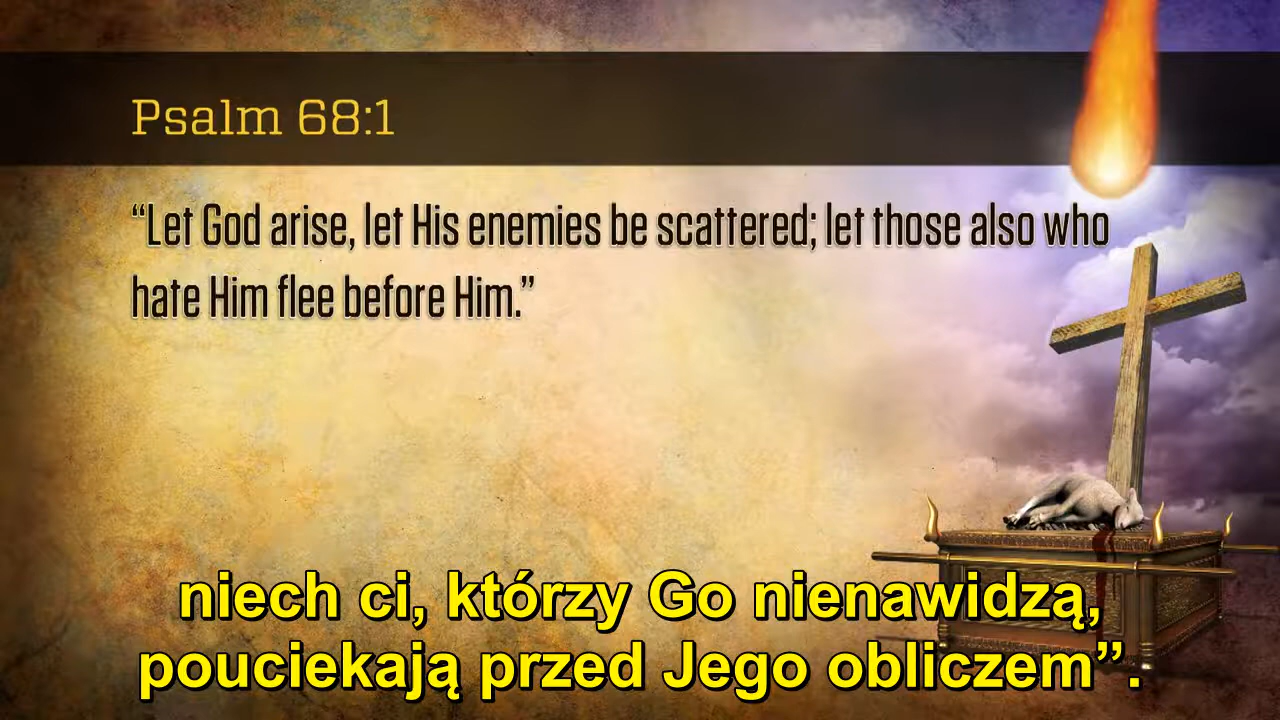 Psalm 68:1
“Let God arise, let His enemies be scattered; let those also who
hate Him flee before Him.”
niech ci, którzy Go nienawidzą,
pouciekają przed Jego obliczem”.